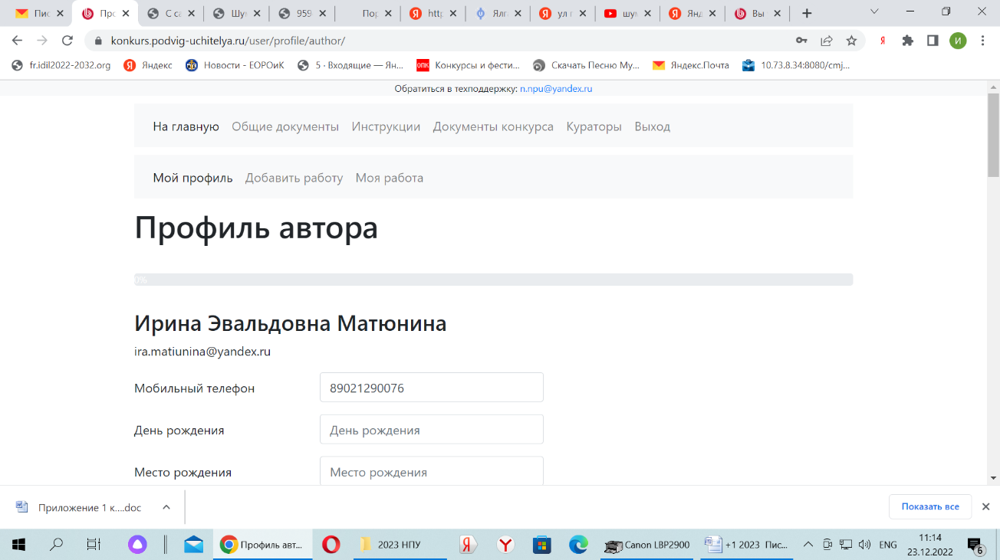 Пис Про С са Шуи 959 Пор http Ялга ул г шум Янд Вы
konkurs.podvig-uchitelya.ru/user/profile/author/
fr.idil2022-2032.org Яндекс Новости - ЕОРОиК 5 · Входящие — Ян... Конкурсы и фести... Скачать Песню Му... Яндекс.Почта 10.73.8.34:8080/cmj...
Обратиться в техподдержку: n.npu@yandex.ru
На главную Общие документы Инструкции Документы конкурса Кураторы Выход
Мой профиль Добавить работу Моя работа
Профиль автора
0%
Ирина Эвальдовна Матюнина
ira.matiunina@yandex.ru
Мобильный телефон 89021290076
День рождения День рождения
Место рождения Место рождения
Приложение 1 к....doc Показать все
Профиль авт... 2023 НПУ Canon LBP2900 +1 2023 Пис... ENG 11:14
23.12.2022 6